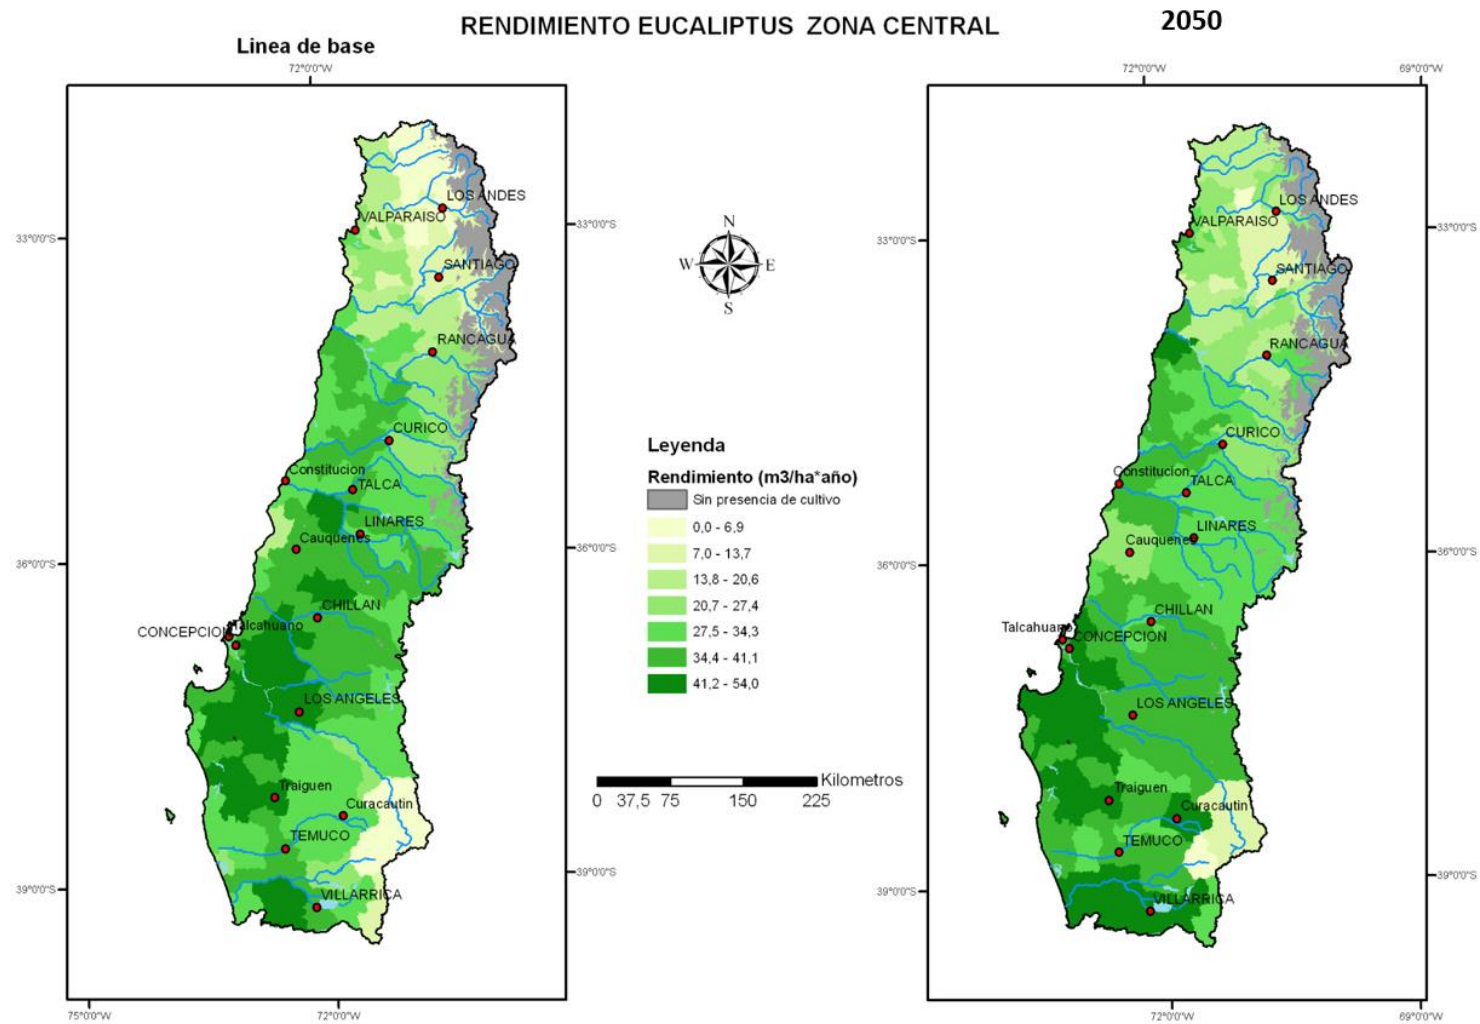 RENDIMIENTO EUCALIPTUS ZONA CENTRAL
2050
Linea de base
72°0'0"W
72°0'0"W
69°0'0"W
LOS ANDES
VALPARAISO
SANTIAGO
RANCAGUA
CURICO
Constitucion
TALCA
LINARES
Cauquenes
CHILLAN
CONCEPCION
Talcahuano
LOS ANGELES
Traiguen
Curacautin
TEMUCO
VILLARRICA
33°0'0"S
36°0'0"S
39°0'0"S
33°0'0"S
36°0'0"S
39°0'0"S
75°0'0"W
72°0'0"W
N
W
E
S
Leyenda
Rendimiento (m3/ha*año)
Sin presencia de cultivo
0,0 - 6,9
7,0 - 13,7
13,8 - 20,6
20,7 - 27,4
27,5 - 34,3
34,4 - 41,1
41,2 - 54,0
Kilometros
0 37,5 75 150 225
LOS ANDES
VALPARAISO
SANTIAGO
RANCAGUA
CURICO
Constitucion
TALCA
LINARES
Cauquenes
CHILLAN
Talcahuano
CONCEPCION
LOS ANGELES
Traiguen
Curacautin
TEMUCO
VILLARRICA
33°0'0"S
36°0'0"S
39°0'0"S
33°0'0"S
36°0'0"S
39°0'0"S
72°0'0"W
69°0'0"W